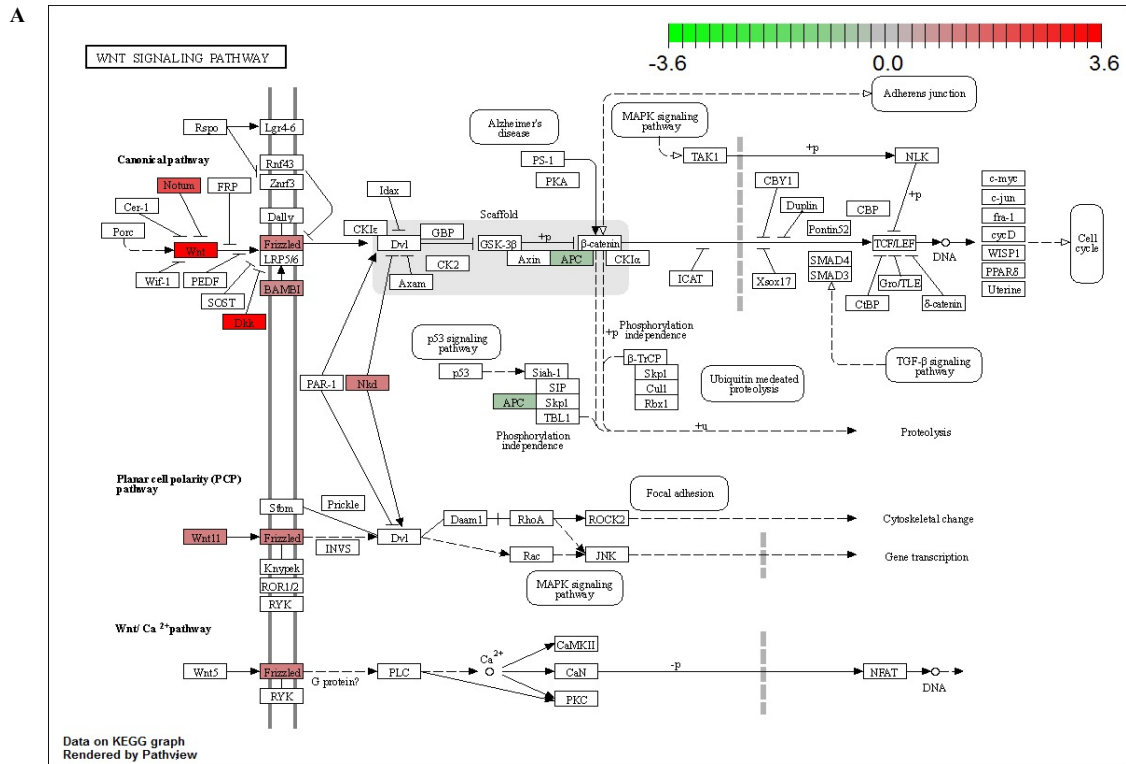 A
WNT SIGNALING PATHWAY
-3.6 0.0 3.6
Rspo
Lgr4-6
Rnf43
Znrf3
Canonical pathway
Notum
FRP
Cer-1
Porc
Wnt
Wif-1
PEDF
SOST
Dkk
Dally
Frizzled
LRP5/6
BAMBI
Idax
CKIε
Dvl
GBP
CK2
Axam
Scaffold
GSK-3β
+p
β-catenin
Axin
APC
CKIα
Alzheimer's
disease
PS-1
PKA
MAPK signaling
pathway
Adherens junction
TAK1
+p
NLK
+p
CBY1
Duplin
Pontin52
CBP
ICAT
Xsox17
SMAD4
SMAD3
TCF/LEF
Gro/TLE
CtBP
δ-catenin
DNA
c-myc
c-jun
fra-1
cycD
WISP1
PPARδ
Uterine
Cell
cycle
TGF-β signaling
pathway
PAR-1
Nkd
p53 signaling
pathway
p53
Siah-1
SIP
APC
Skp1
TBL1
Phosphorylation
independence
+p
Phosphorylation
independence
β-TrCP
Skp1
Cul1
Rbx1
Ubiquitin medeated
proteolysis
+u
Proteolysis
Planar cell polarity (PCP)
pathway
Stbm
Prickle
Wnt11
Frizzled
INVS
Dvl
Knypek
ROR1/2
RYK
Daam1
RhoA
ROCK2
Rac
JNK
Focal adhesion
MAPK signaling
pathway
Cytoskeletal change
Gene transcription
Wnt/ Ca 2+ pathway
Wnt5
Frizzled
RYK
G protein?
PLC
Ca2+
CaMKII
CaN
PKC
-p
NFAT
DNA
Data on KEGG graph
Rendered by Pathview